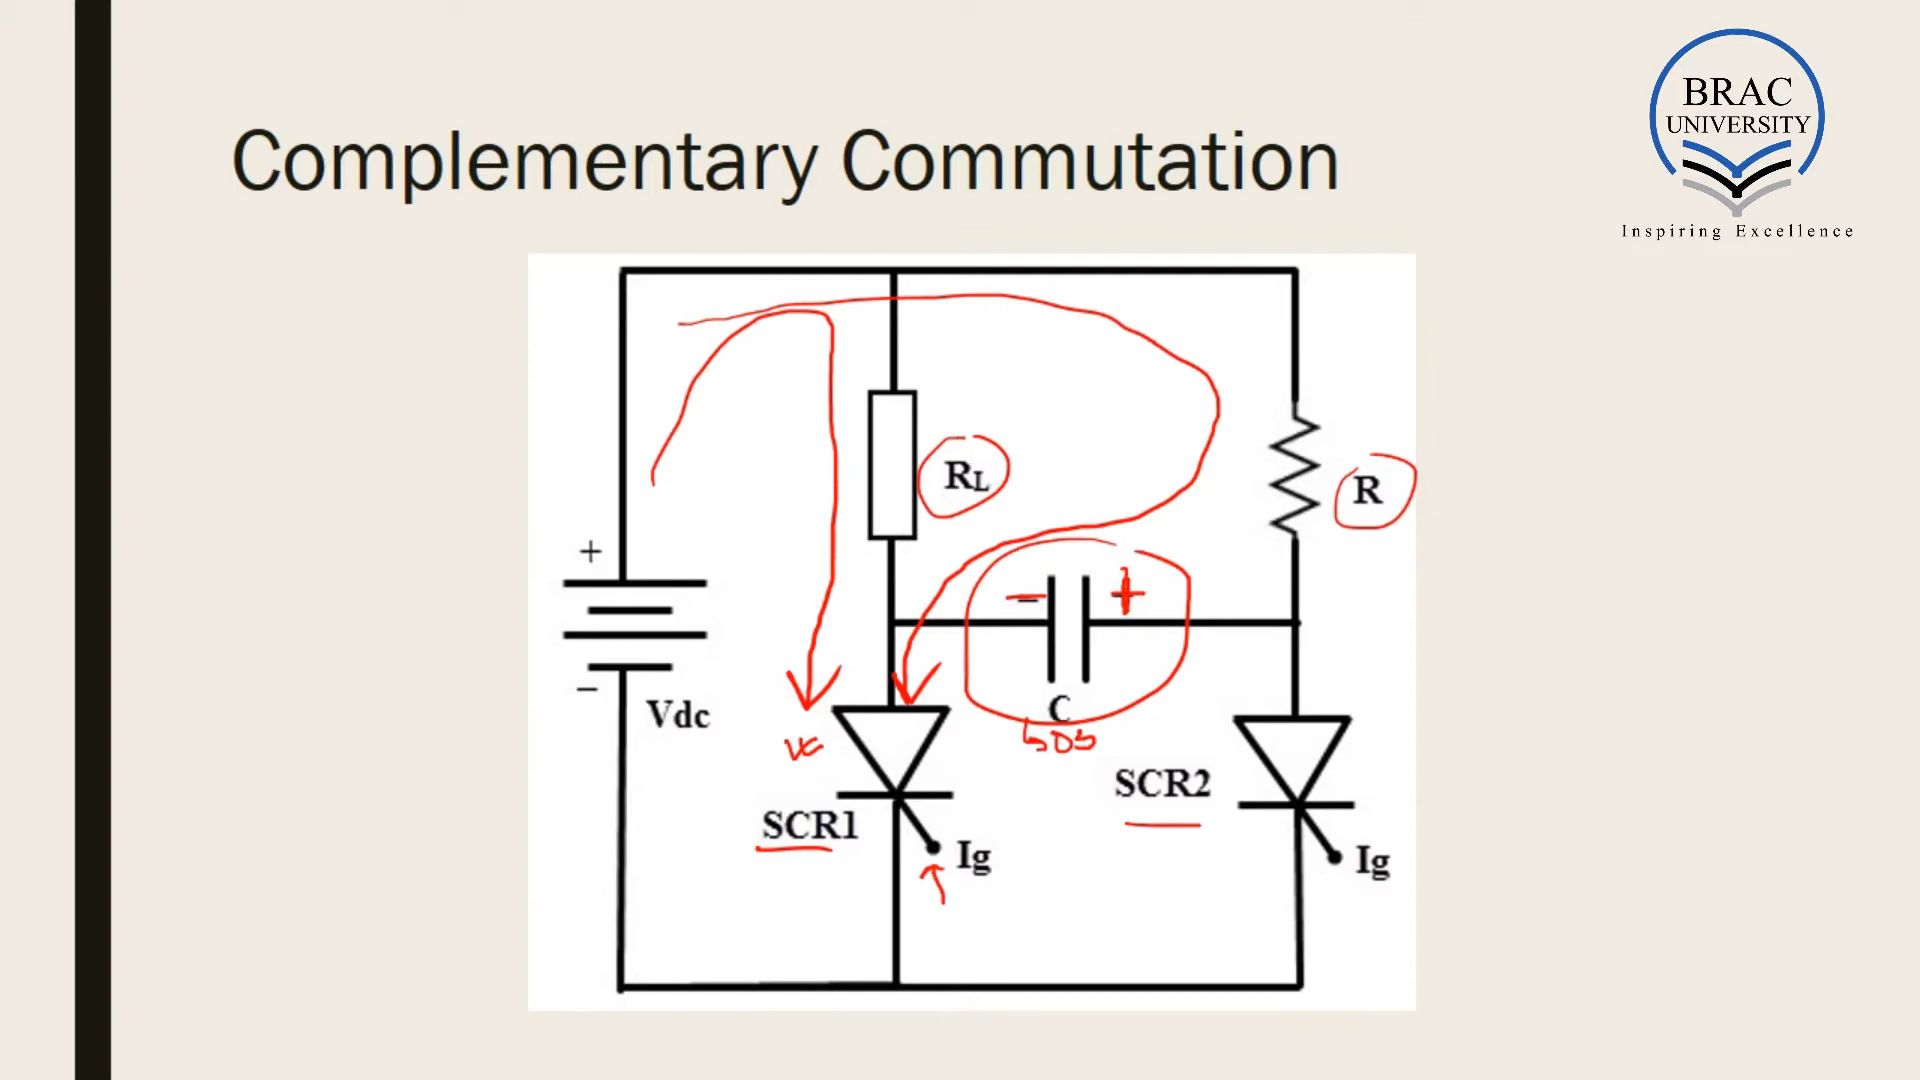 BRAC
UNIVERSITY
Inspiring Excellence
Complementary Commutation
RL
R
+
− +
−
Vdc
C
SCR2
SCR1
Ig
Ig